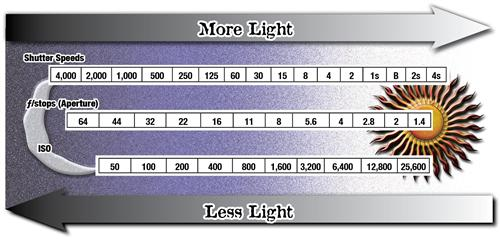 More Light
Shutter Speeds
4,000 2,000 1,000 500 250 125 60 30 15 8 4 2 1s B 2s 4s
f/stops (Aperture)
64 44 32 22 16 11 8 5.6 4 2.8 2 1.4
ISO
50 100 200 400 800 1,600 3,200 6,400 12,800 25,600
Less Light